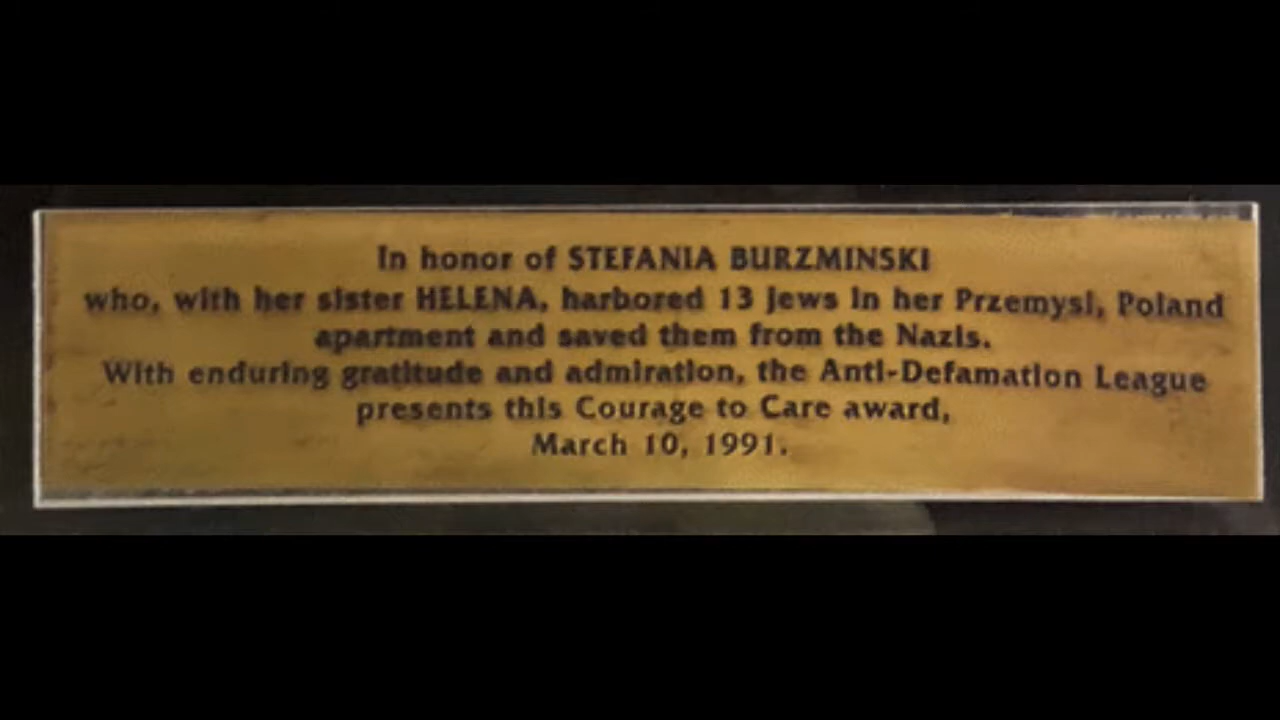 In honor of STEFANIA BURZMINSKI
who, with her sister HELENA, harbored 13 Jews in her Przemysl, Poland
apartment and saved them from the Nazis.
With enduring gratitude and admiration, the Anti-Defamation League
presents this Courage to Care award,
March 10, 1991.